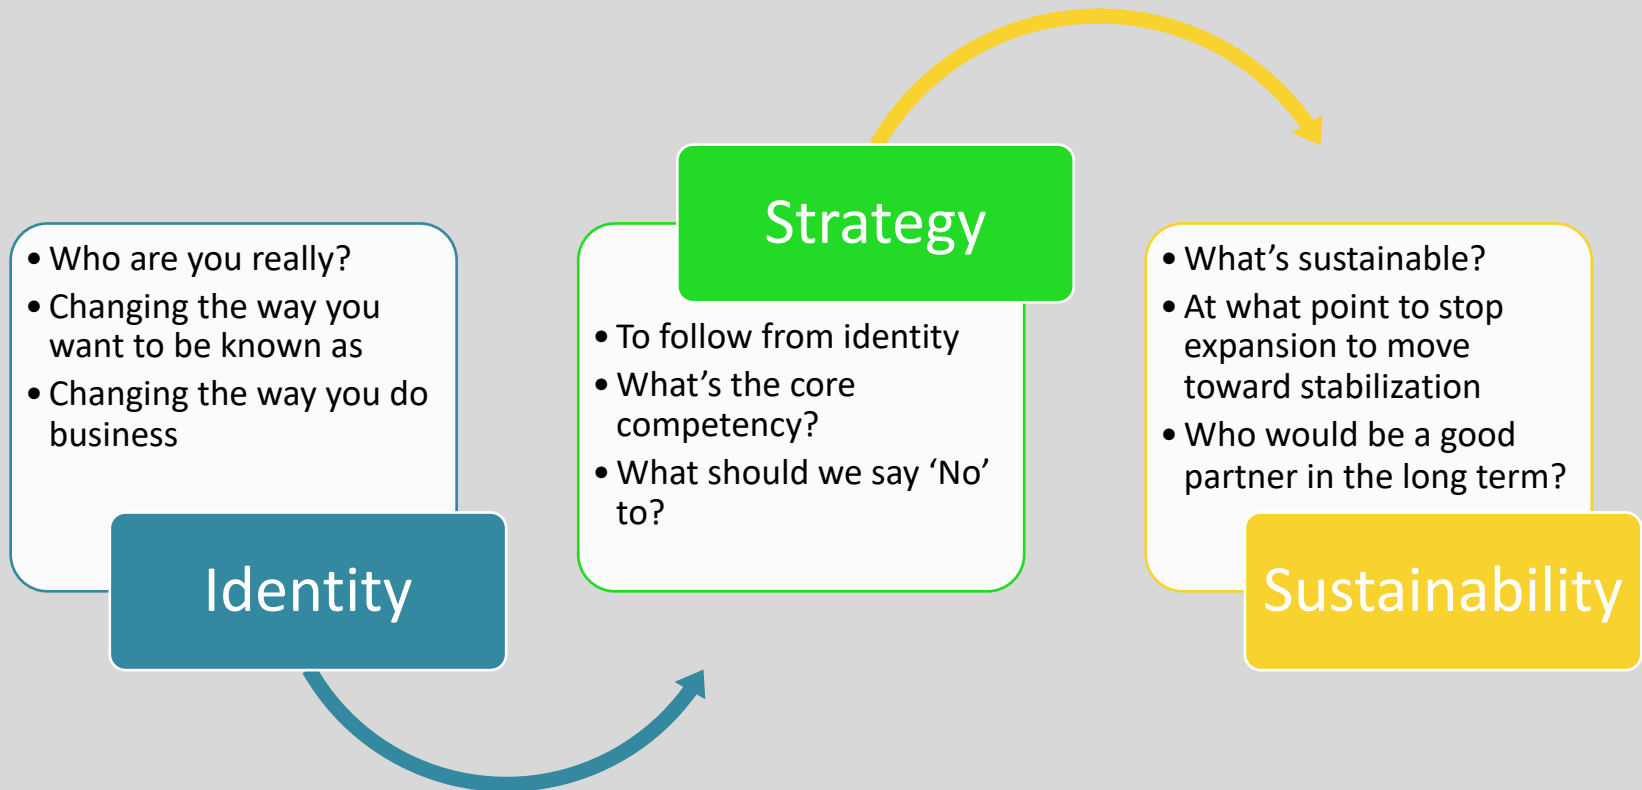 • Who are you really?
• Changing the way you
want to be known as
• Changing the way you do
business
Identity
Strategy
• To follow from identity
• What’s the core
competency?
• What should we say ‘No’
to?
• What’s sustainable?
• At what point to stop
expansion to move
toward stabilization
• Who would be a good
partner in the long term?
Sustainability